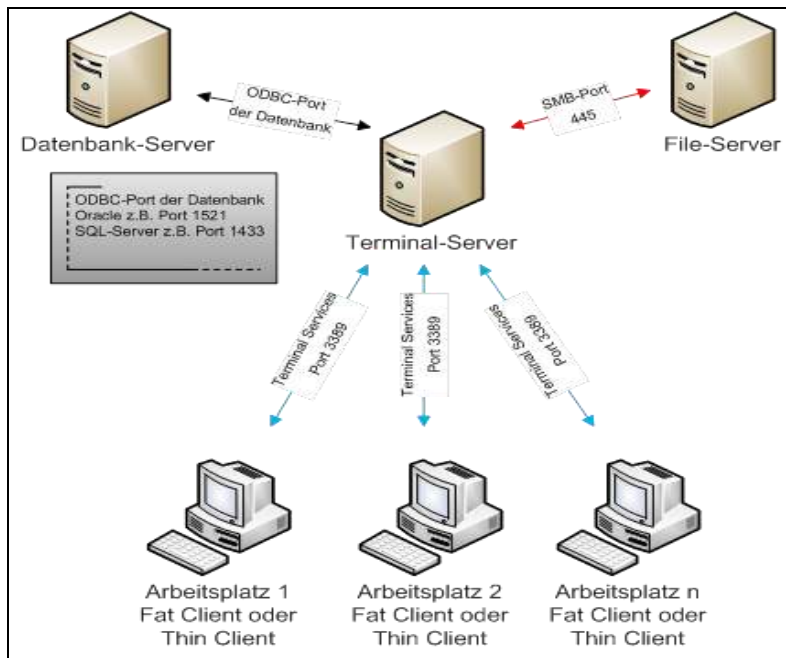 ODBC-Port
der Datenbank
SMB-Port
445
Datenbank-Server
File-Server
ODBC-Port der Datenbank
Oracle z.B. Port 1521
SQL-Server z.B. Port 1433
Terminal-Server
Terminal Services
Port 3389
Terminal Services
Port 3389
Terminal Services
Port 3389
Arbeitsplatz 1
Fat Client oder
Thin Client
Arbeitsplatz 2
Fat Client oder
Thin Client
Arbeitsplatz n
Fat Client oder
Thin Client